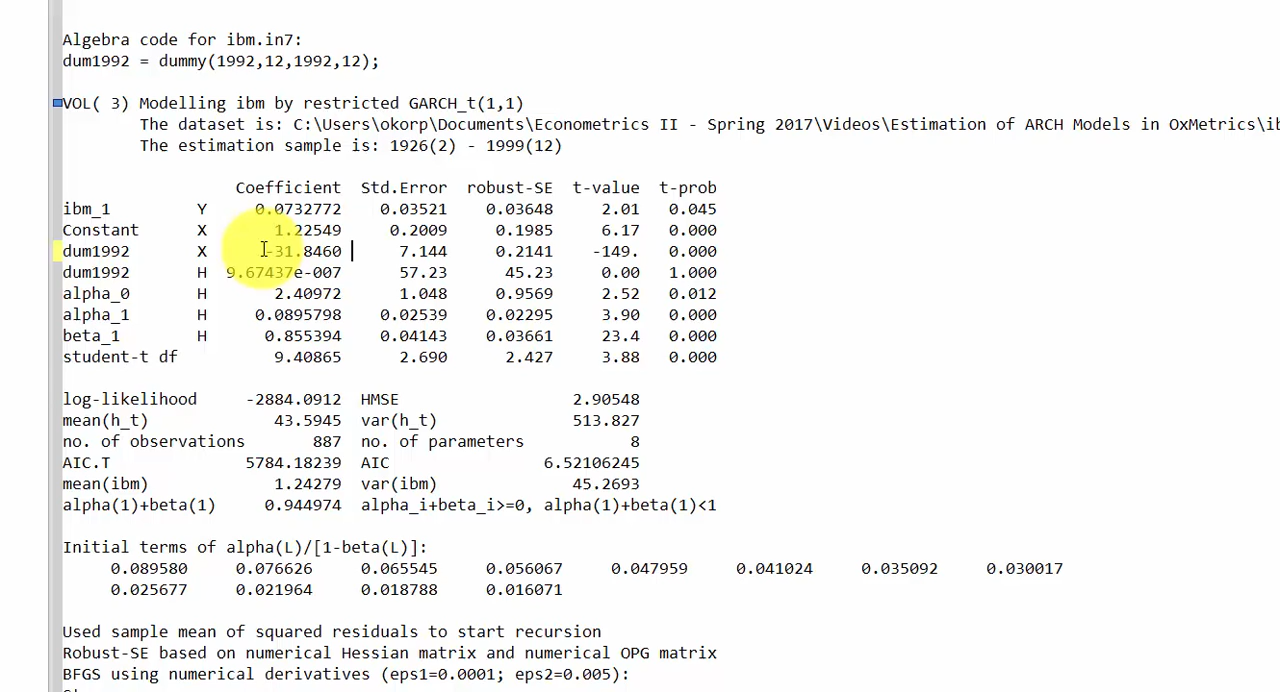 Algebra code for ibm.in7:
dum1992 = dummy(1992,12,1992,12);
VOL( 3) Modelling ibm by restricted GARCH_t(1,1)
The dataset is: C:\Users\okorp\Documents\Econometrics II - Spring 2017\Videos\Estimation of ARCH Models in OxMetrics\ib
The estimation sample is: 1926(2) - 1999(12)
Coefficient Std.Error robust-SE t-value t-prob
ibm_1 Y 0.0732772 0.03521 0.03648 2.01 0.045
Constant X 1.22549 0.2009 0.1985 6.17 0.000
dum1992 X -31.8460 7.144 0.2141 -149. 0.000
dum1992 H 9.67437e-007 57.23 45.23 0.00 1.000
alpha_0 H 2.40972 1.048 0.9569 2.52 0.012
alpha_1 H 0.0895798 0.02539 0.02295 3.90 0.000
beta_1 H 0.855394 0.04143 0.03661 23.4 0.000
student-t df 9.40865 2.690 2.427 3.88 0.000
log-likelihood -2884.0912 HMSE 2.90548
mean(h_t) 43.5945 var(h_t) 513.827
no. of observations 887 no. of parameters 8
AIC.T 5784.18239 AIC 6.52106245
mean(ibm) 1.24279 var(ibm) 45.2693
alpha(1)+beta(1) 0.944974 alpha_i+beta_i>=0, alpha(1)+beta(1)<1
Initial terms of alpha(L)/[1-beta(L)]:
0.089580 0.076626 0.065545 0.056067 0.047959 0.041024 0.035092 0.030017
0.025677 0.021964 0.018788 0.016071
Used sample mean of squared residuals to start recursion
Robust-SE based on numerical Hessian matrix and numerical OPG matrix
BFGS using numerical derivatives (eps1=0.0001; eps2=0.005):